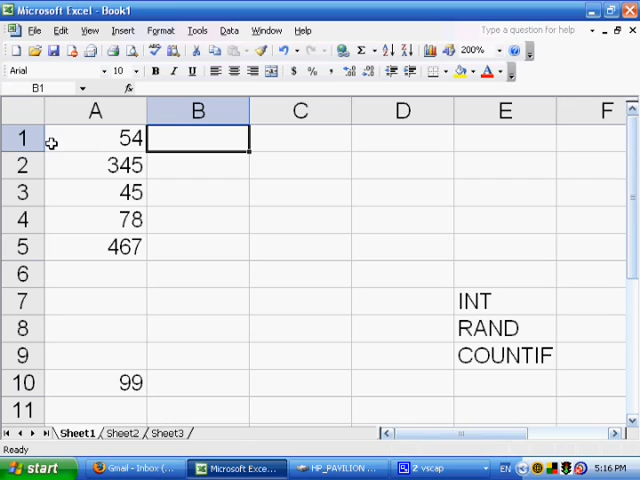 Microsoft Excel - Book1
File Edit View Insert Format Tools Data Window Help Type a question for help
200%
Arial 10 B I U $ %
B1 fx
A B C D E F
1 54
2 345
3 45
4 78
5 467
6
7 INT
8 RAND
9 COUNTIF
10 99
11
Sheet1 Sheet2 Sheet3
Ready
start Gmail - Inbox (... Microsoft Exce... HP_PAVILION ... 2 vscap EN 5:16 PM